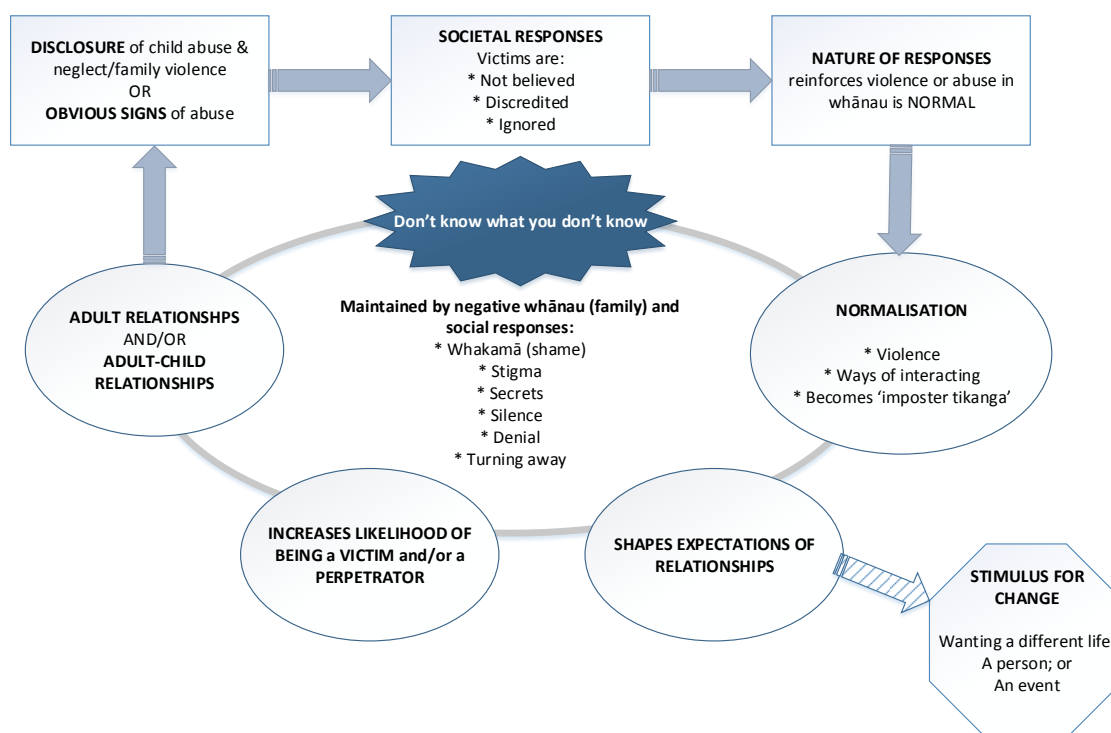 DISCLOSURE of child abuse &
neglect/family violence
OR
OBVIOUS SIGNS of abuse
SOCIETAL RESPONSES
Victims are:
* Not believed
* Discredited
* Ignored
NATURE OF RESPONSES
reinforces violence or abuse in
whānau is NORMAL
Don’t know what you don’t know
ADULT RELATIONSHPS
AND/OR
ADULT-CHILD
RELATIONSHIPS
Maintained by negative whānau (family) and
social responses:
* Whakamā (shame)
* Stigma
* Secrets
* Silence
* Denial
* Turning away
NORMALISATION
* Violence
* Ways of interacting
* Becomes ‘imposter tikanga’
INCREASES LIKELIHOOD OF
BEING a VICTIM and/or a
PERPETRATOR
SHAPES EXPECTATIONS OF
RELATIONSHIPS
STIMULUS FOR
CHANGE
Wanting a different life
A person; or
An event